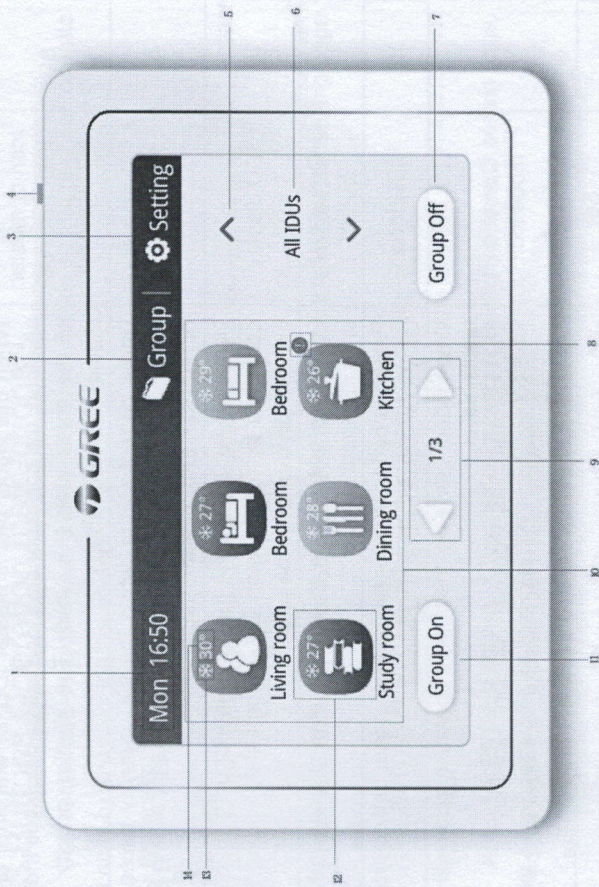 GREE
Mon 16:50
Group
Setting
30°
27°
29°
Living room
Bedroom
Bedroom
All IDUs
27°
28°
26°
Study room
Dining room
Kitchen
Group On
1/3
Group Off
1
2
3
4
5
6
7
8
9
10
11
12
13
14